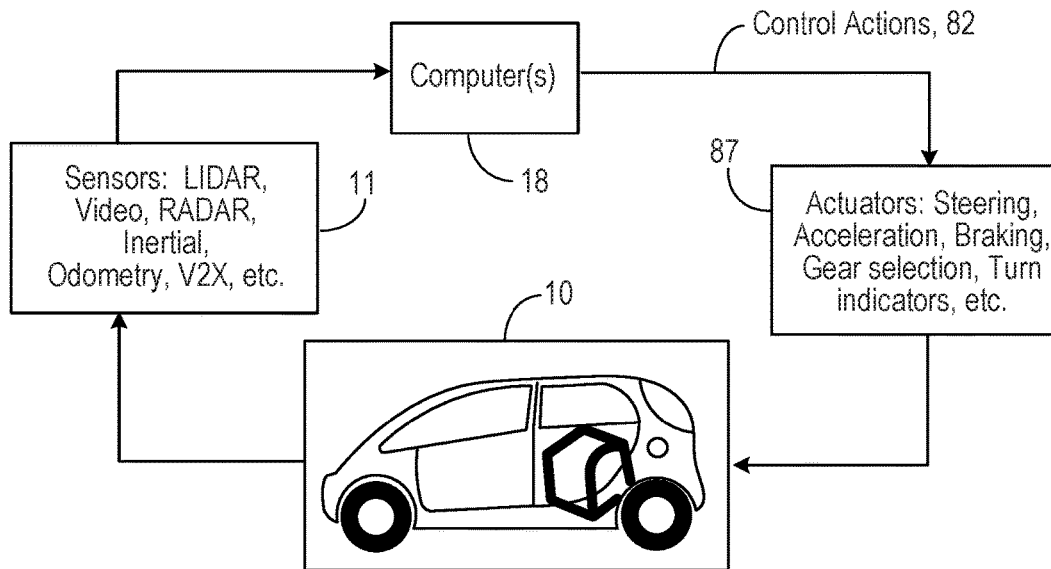 Control Actions, 82
Computer(s)
18
Sensors: LIDAR,
Video, RADAR,
Inertial,
Odometry, V2X, etc.
11
87
Actuators: Steering,
Acceleration, Braking,
Gear selection, Turn
indicators, etc.
10